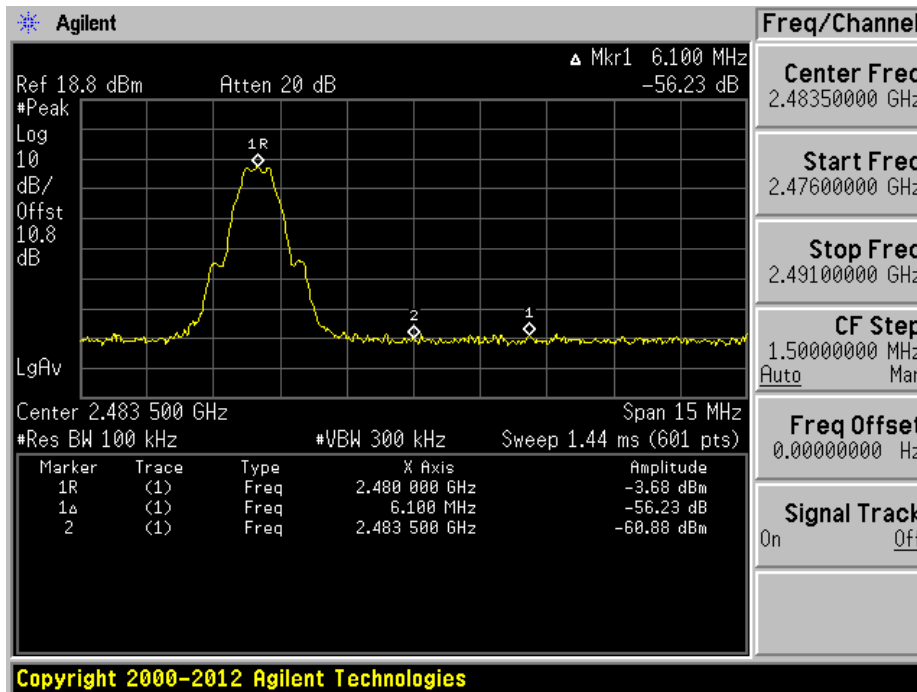 Agilent
Freq/Channel
Δ Mkr1 6.100 MHz
Ref 18.8 dBm Atten 20 dB -56.23 dB
#Peak
Log
10
dB/
Offst
10.8
dB
LgAv
1R
2
1
Center 2.483 500 GHz Span 15 MHz
#Res BW 100 kHz #VBW 300 kHz Sweep 1.44 ms (601 pts)
Marker Trace Type X Axis Amplitude
1R (1) Freq 2.480 000 GHz -3.68 dBm
1Δ (1) Freq 6.100 MHz -56.23 dB
2 (1) Freq 2.483 500 GHz -60.88 dBm
Center Freq
2.48350000 GHz
Start Freq
2.47600000 GHz
Stop Freq
2.49100000 GHz
CF Step
1.50000000 MHz
Auto Man
Freq Offset
0.00000000 Hz
Signal Track
On Off
Copyright 2000-2012 Agilent Technologies